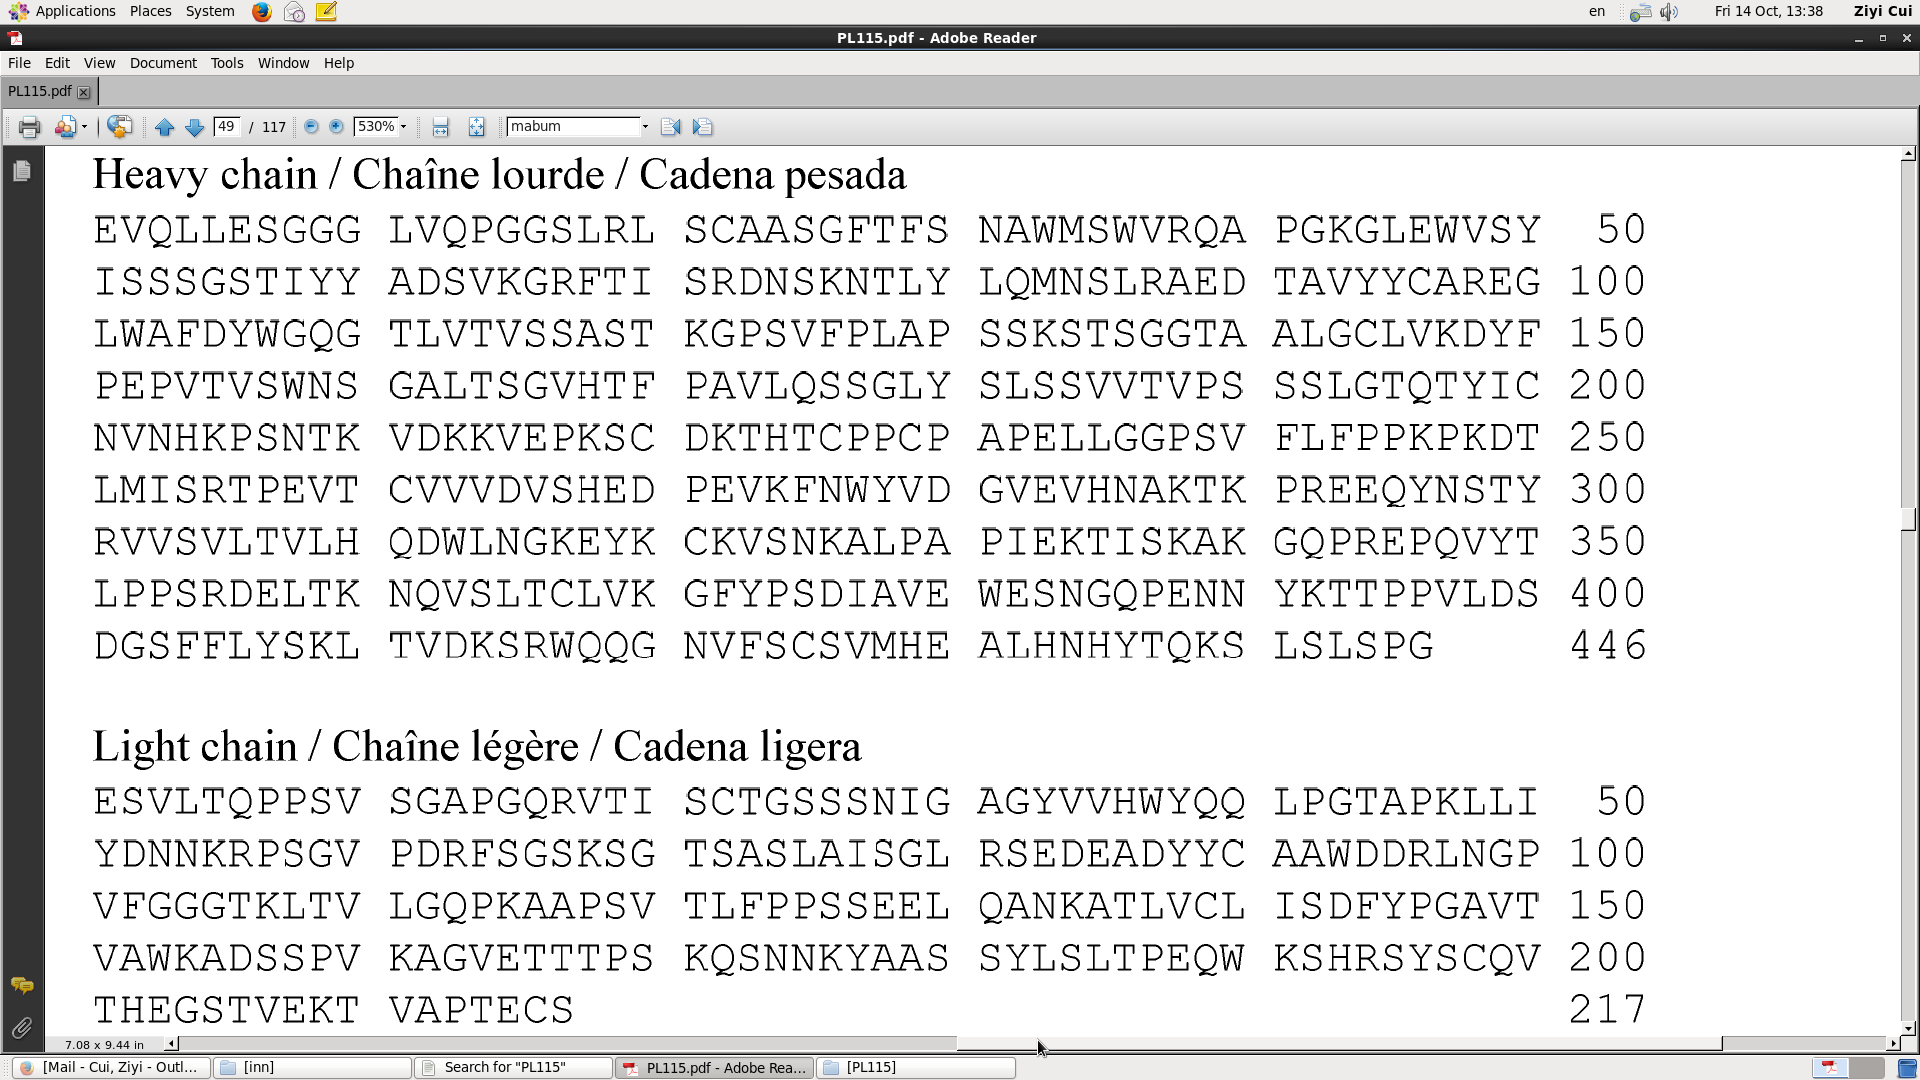 Applications Places System en Fri 14 Oct, 13:38 Ziyi Cui
PL115.pdf - Adobe Reader
File Edit View Document Tools Window Help
PL115.pdf
49 / 117 530% mabum
Heavy chain / Chaîne lourde / Cadena pesada
EVQLLESGGG LVQPGGSLRL SCAASGFTFS NAWMSWVRQA PGKGLEWVSY 50
ISSSGSTIYY ADSVKGRFTI SRDNSKNTLY LQMNSLRAED TAVYYCAREG 100
LWAFDYWGQG TLVTVSSAST KGPSVFPLAP SSKSTSGGTA ALGCLVKDYF 150
PEPVTVSWNS GALTSGVHTF PAVLQSSGLY SLSSVVTVPS SSLGTQTYIC 200
NVNHKPSNTK VDKKVEPKSC DKTHTCPPCP APELLGGPSV FLFPPKPKDT 250
LMISRTPEVT CVVVDVSHED PEVKFNWYVD GVEVHNAKTK PREEQYNSTY 300
RVVSVLTVLH QDWLNGKEYK CKVSNKALPA PIEKTISKAK GQPREPQVYT 350
LPPSRDELTK NQVSLTCLVK GFYPSDIAVE WESNGQPENN YKTTPPVLDS 400
DGSFFLYSKL TVDKSRWQQG NVFSCSVMHE ALHNHYTQKS LSLSPG 446
Light chain / Chaîne légère / Cadena ligera
ESVLTQPPSV SGAPGQRVTI SCTGSSSNIG AGYVVHWYQQ LPGTAPKLLI 50
YDNNKRPSGV PDRFSGSKSG TSASLAISGL RSEDEADYYC AAWDDRLNGP 100
VFGGGTKLTV LGQPKAAPSV TLFPPSSEEL QANKATLVCL ISDFYPGAVT 150
VAWKADSSPV KAGVETTTPS KQSNNKYAAS SYLSLTPEQW KSHRSYSCQV 200
THEGSTVEKT VAPTECS 217
7.08 x 9.44 in
[Mail - Cui, Ziyi - Outl... [inn] Search for "PL115" PL115.pdf - Adobe Rea... [PL115]